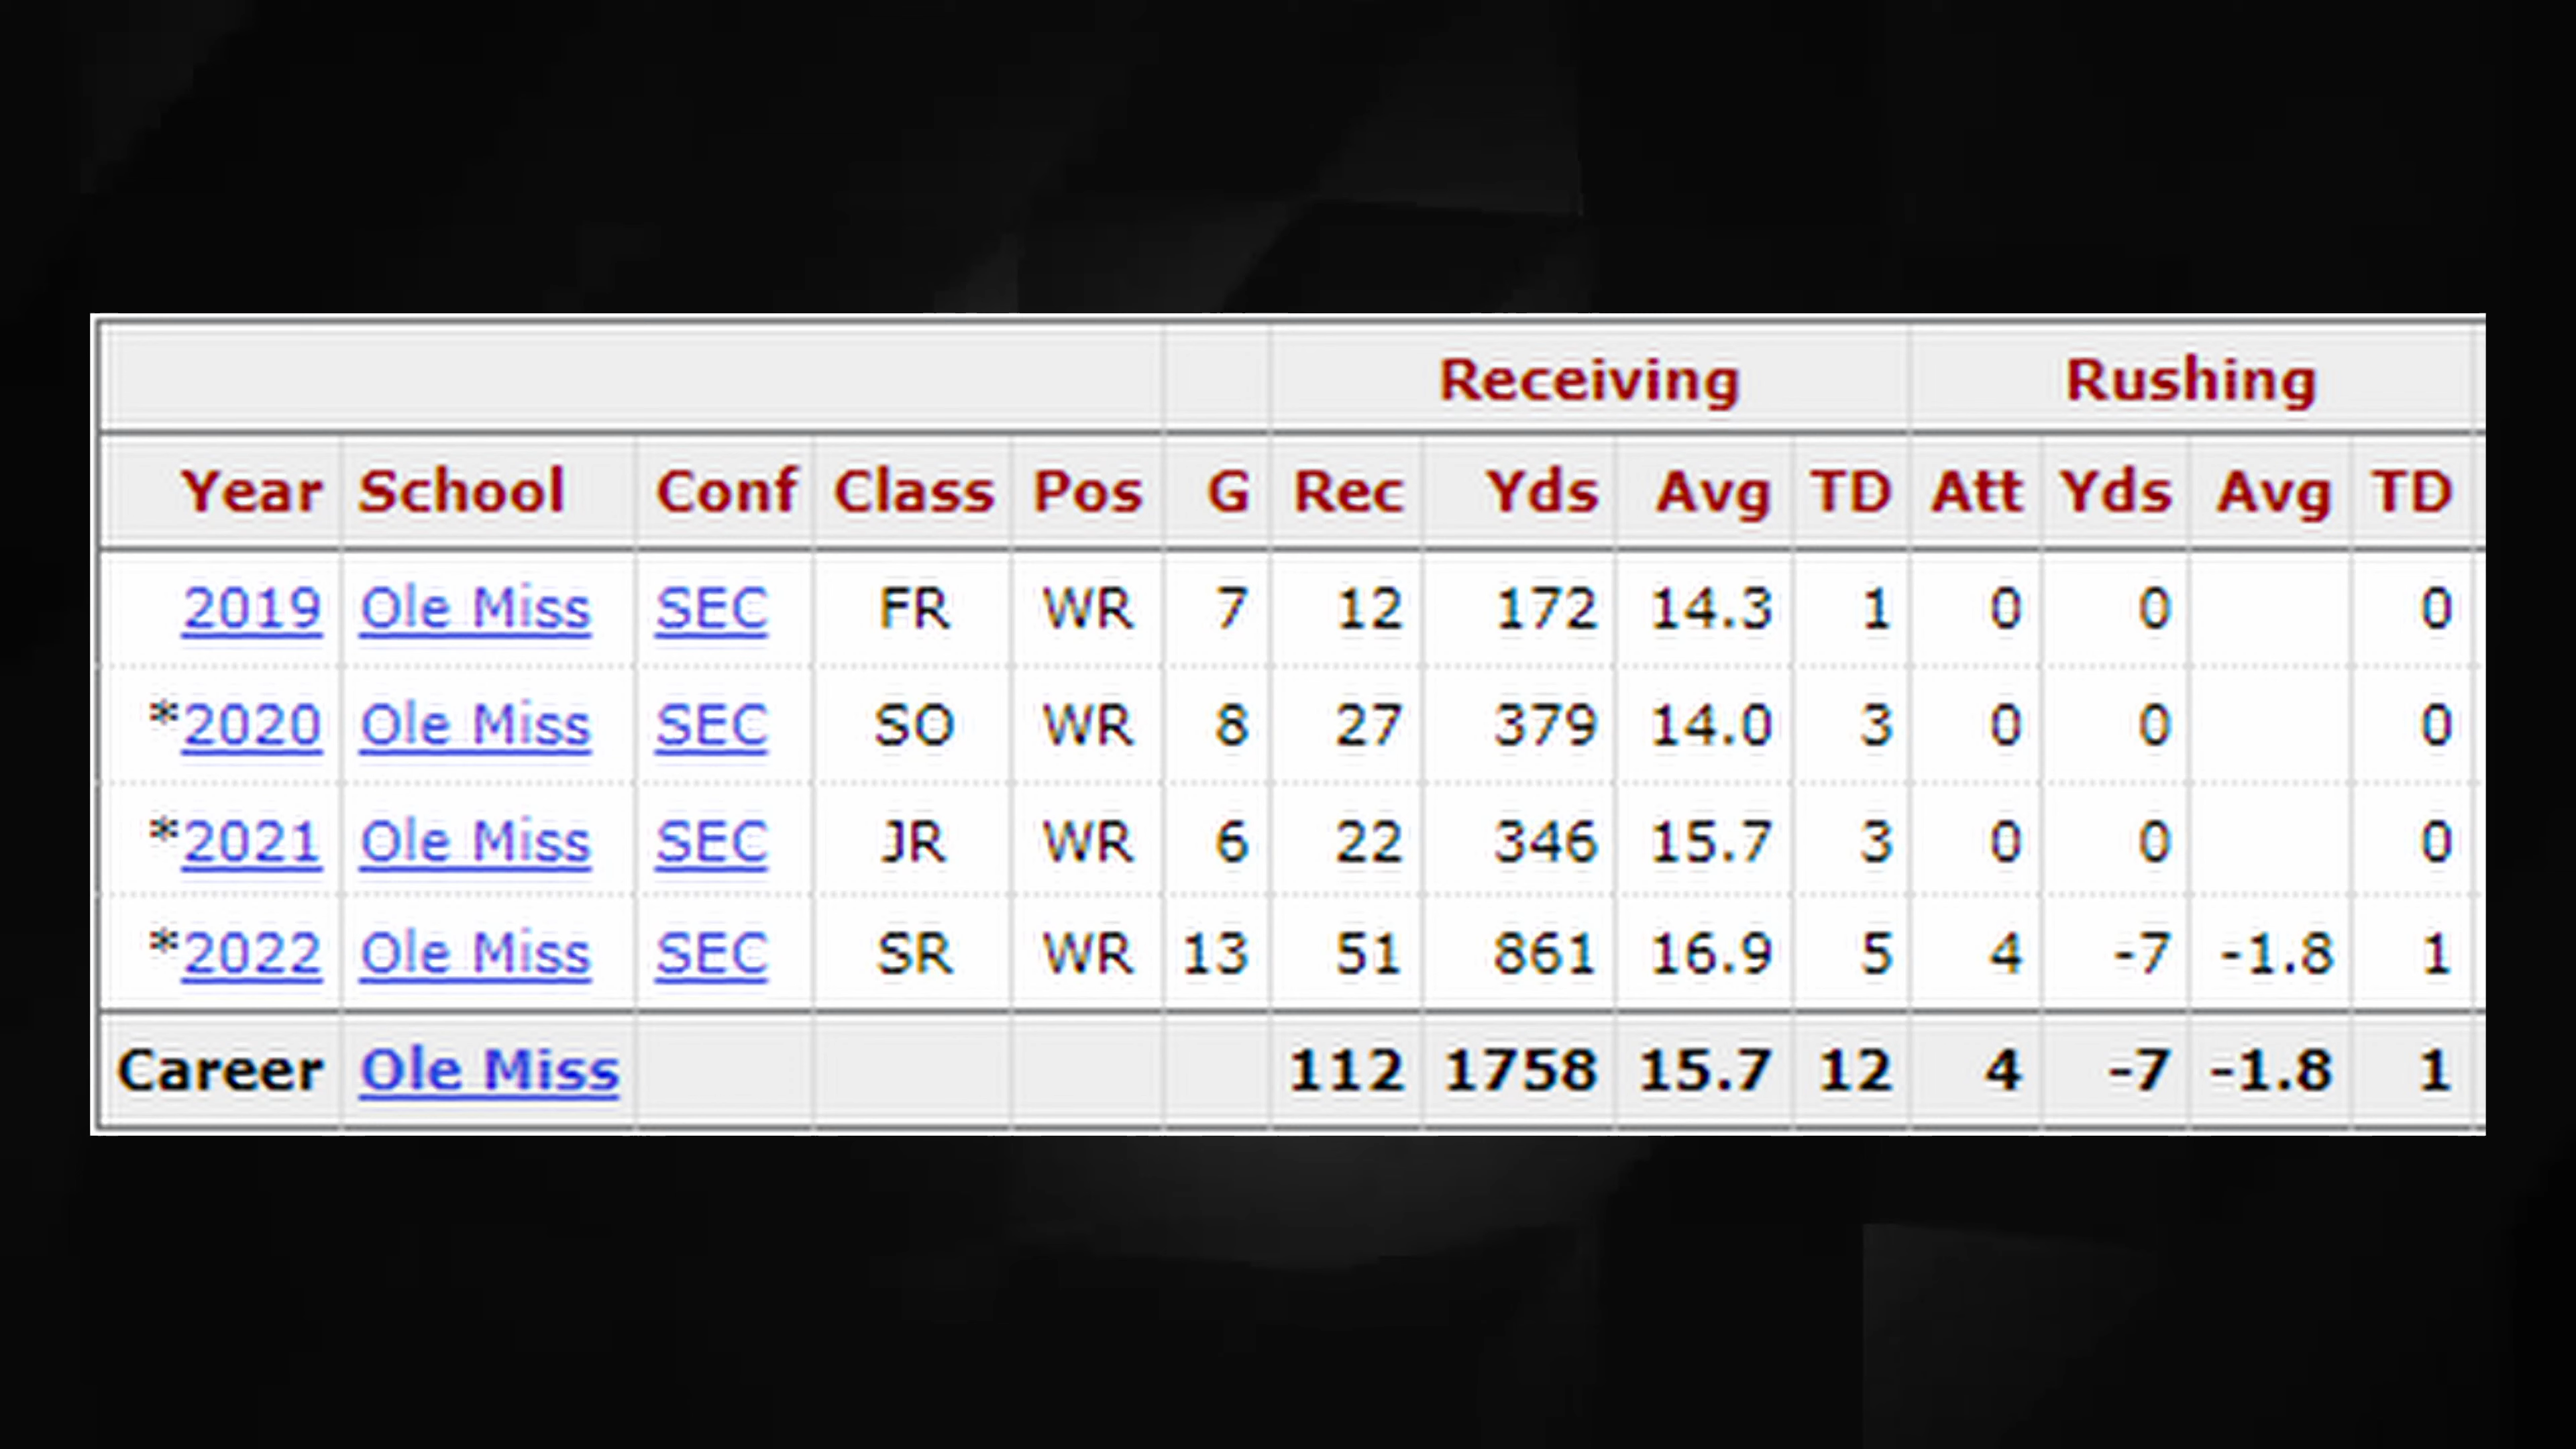 Receiving Rushing
Year School Conf Class Pos G Rec Yds Avg TD Att Yds Avg TD
2019 Ole Miss SEC FR WR 7 12 172 14.3 1 0 0 0
*2020 Ole Miss SEC SO WR 8 27 379 14.0 3 0 0 0
*2021 Ole Miss SEC JR WR 6 22 346 15.7 3 0 0 0
*2022 Ole Miss SEC SR WR 13 51 861 16.9 5 4 -7 -1.8 1
Career Ole Miss 112 1758 15.7 12 4 -7 -1.8 1